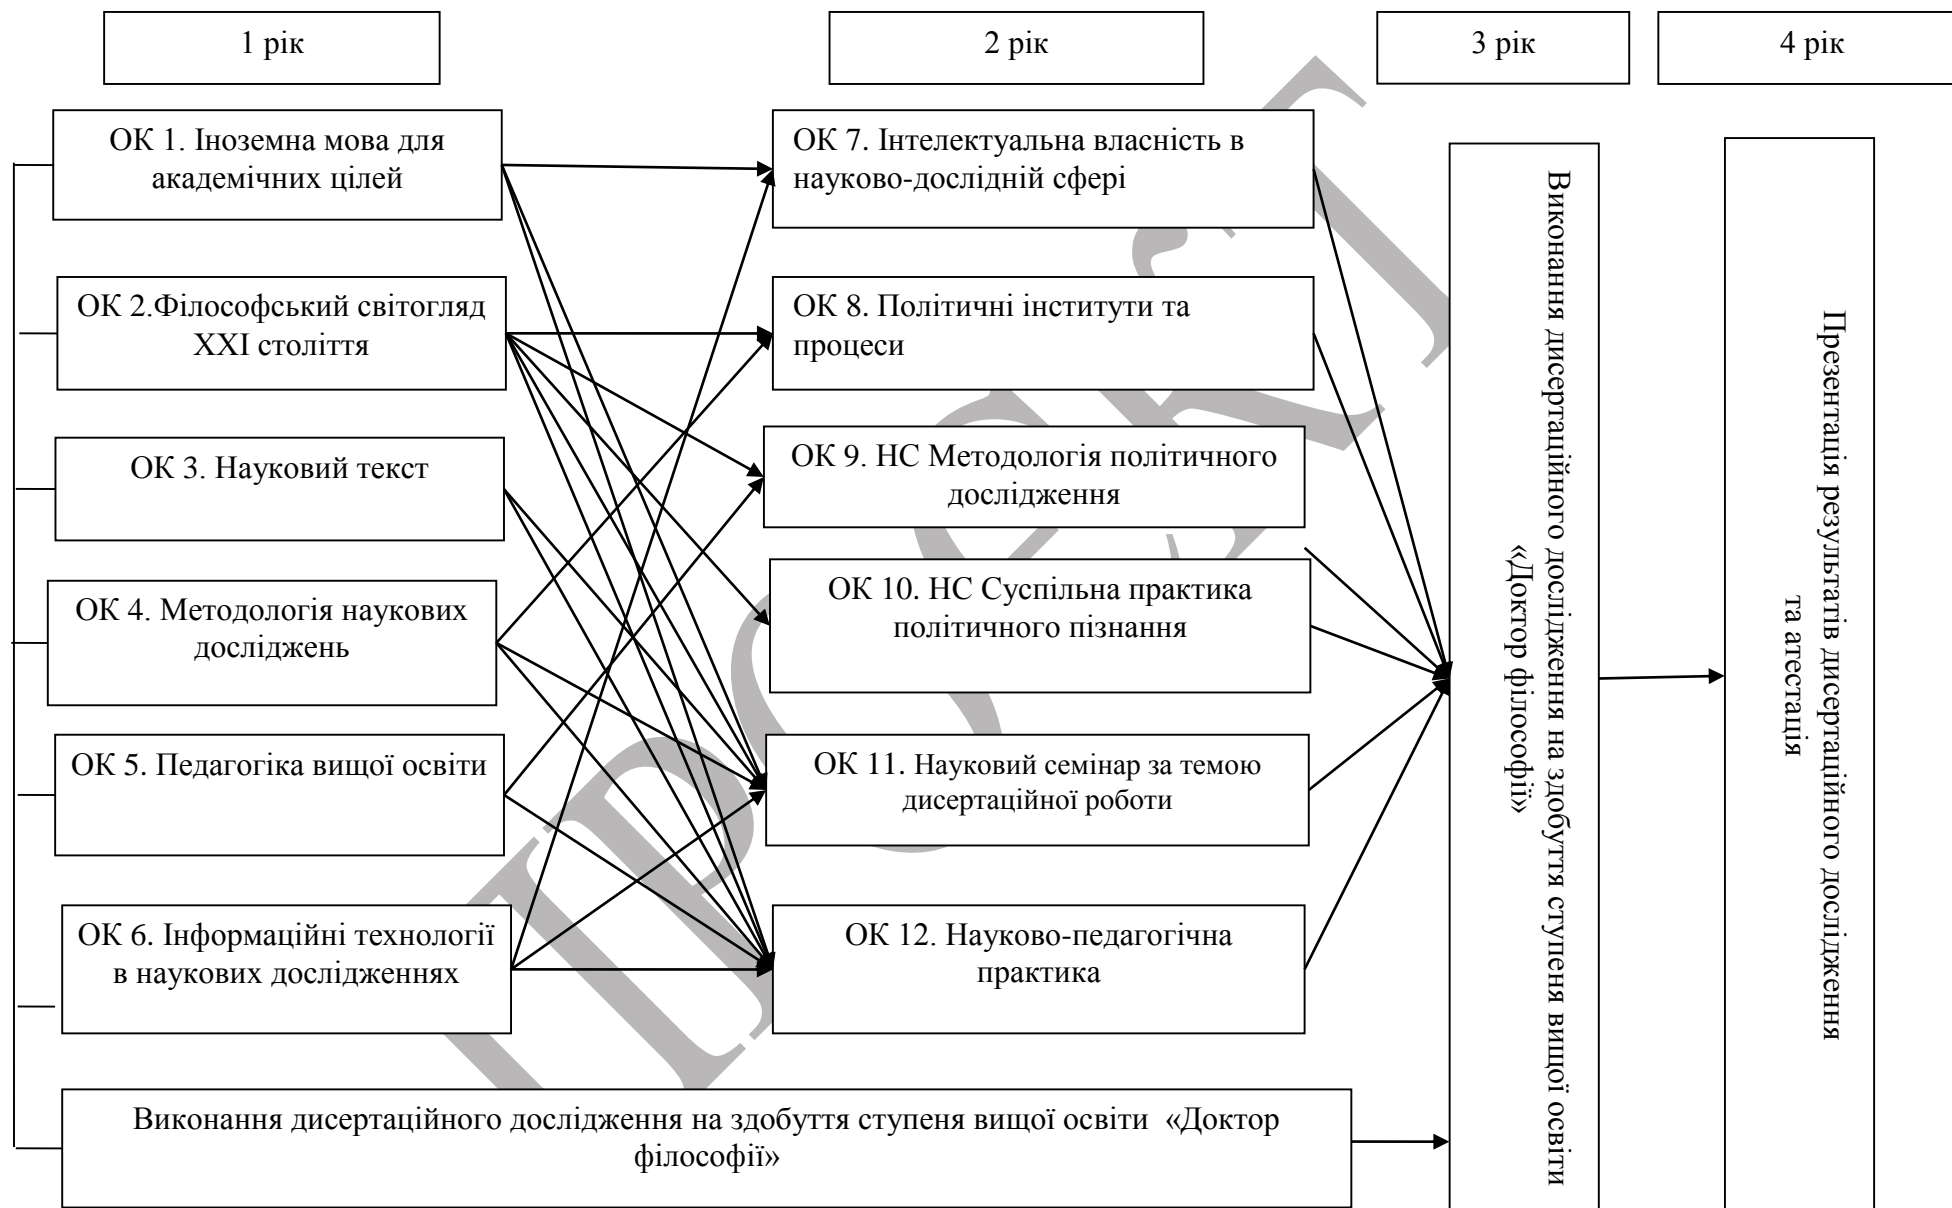 1 рік
2 рік
3 рік
4 рік
ОК 1. Іноземна мова для
академічних цілей
ОК 2.Філософський світогляд
ХХІ століття
ОК 3. Науковий текст
ОК 4. Методологія наукових
досліджень
ОК 5. Педагогіка вищої освіти
ОК 6. Інформаційні технології
в наукових дослідженнях
ОК 7. Інтелектуальна власність в
науково-дослідній сфері
ОК 8. Політичні інститути та
процеси
ОК 9. НС Методологія політичного
дослідження
ОК 10. НС Суспільна практика
політичного пізнання
ОК 11. Науковий семінар за темою
дисертаційної роботи
ОК 12. Науково-педагогічна
практика
Виконання дисертаційного дослідження на здобуття ступеня вищої освіти «Доктор
філософії»
Виконання дисертаційного дослідження на здобуття ступеня вищої освіти
«Доктор філософії»
Презентація результатів дисертаційного дослідження
та атестація
ПРОЄКТ